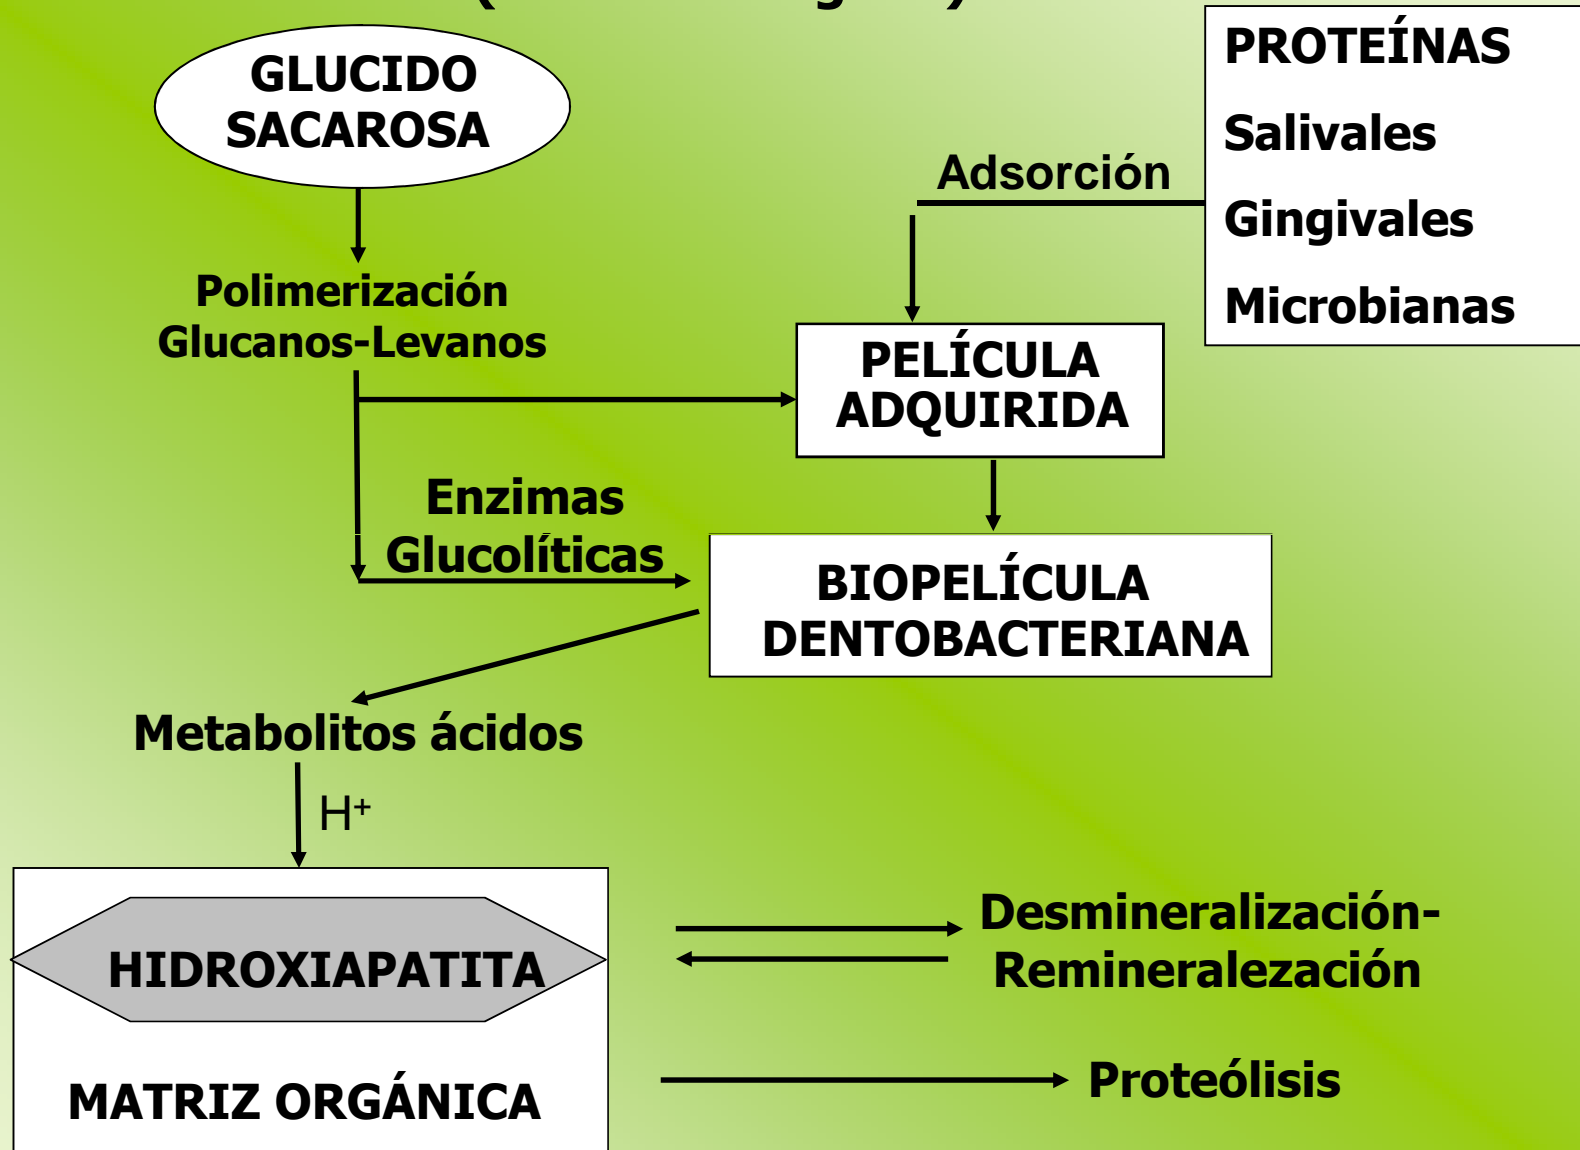 GLUCIDO
SACAROSA
PROTEÍNAS
Salivales
Gingivales
Microbianas
Adsorción
Polimerización
Glucanos-Levanos
PELÍCULA
ADQUIRIDA
Enzimas
Glucolíticas
BIOPELÍCULA
DENTOBACTERIANA
Metabolitos ácidos
H⁺
HIDROXIAPATITA
Desmineralización-
Remineralezación
MATRIZ ORGÁNICA
Proteólisis